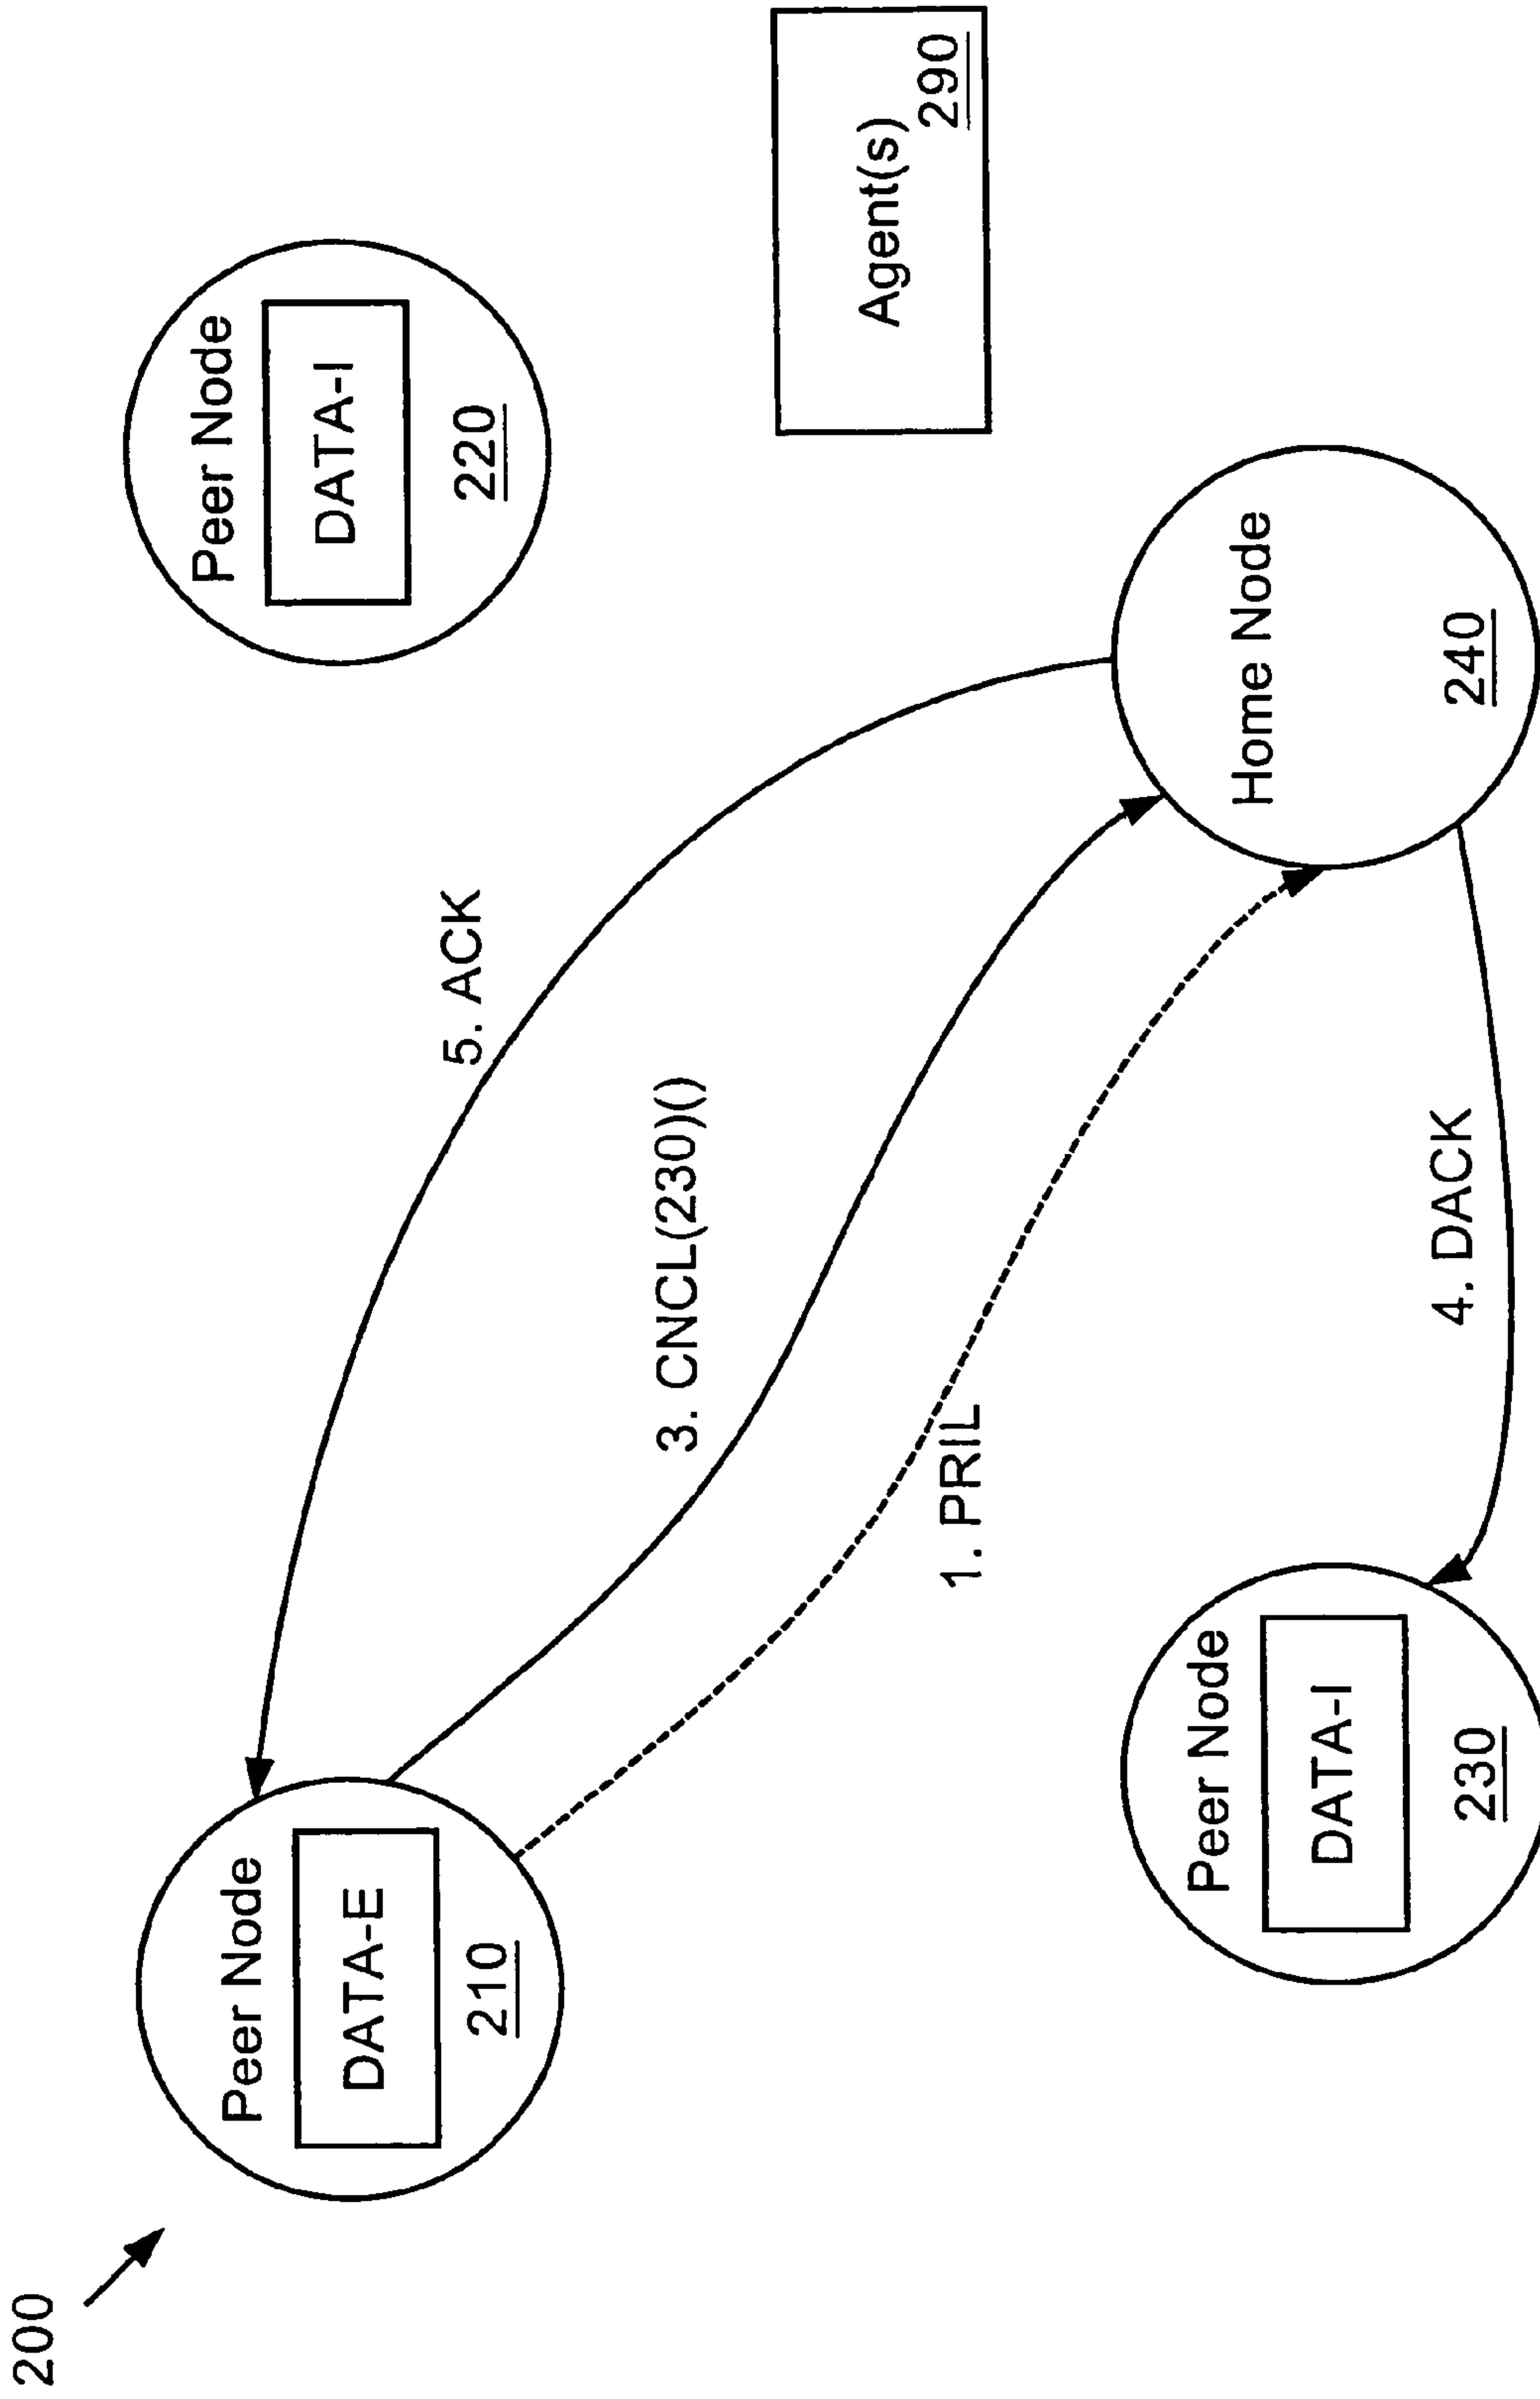 200
Peer Node
DATA-E
210
Peer Node
DATA-I
220
5. ACK
3. CNCL(230)()
1. PRIL
Agent(s)
290
Peer Node
DATA-I
230
4. DACK
Home Node
240